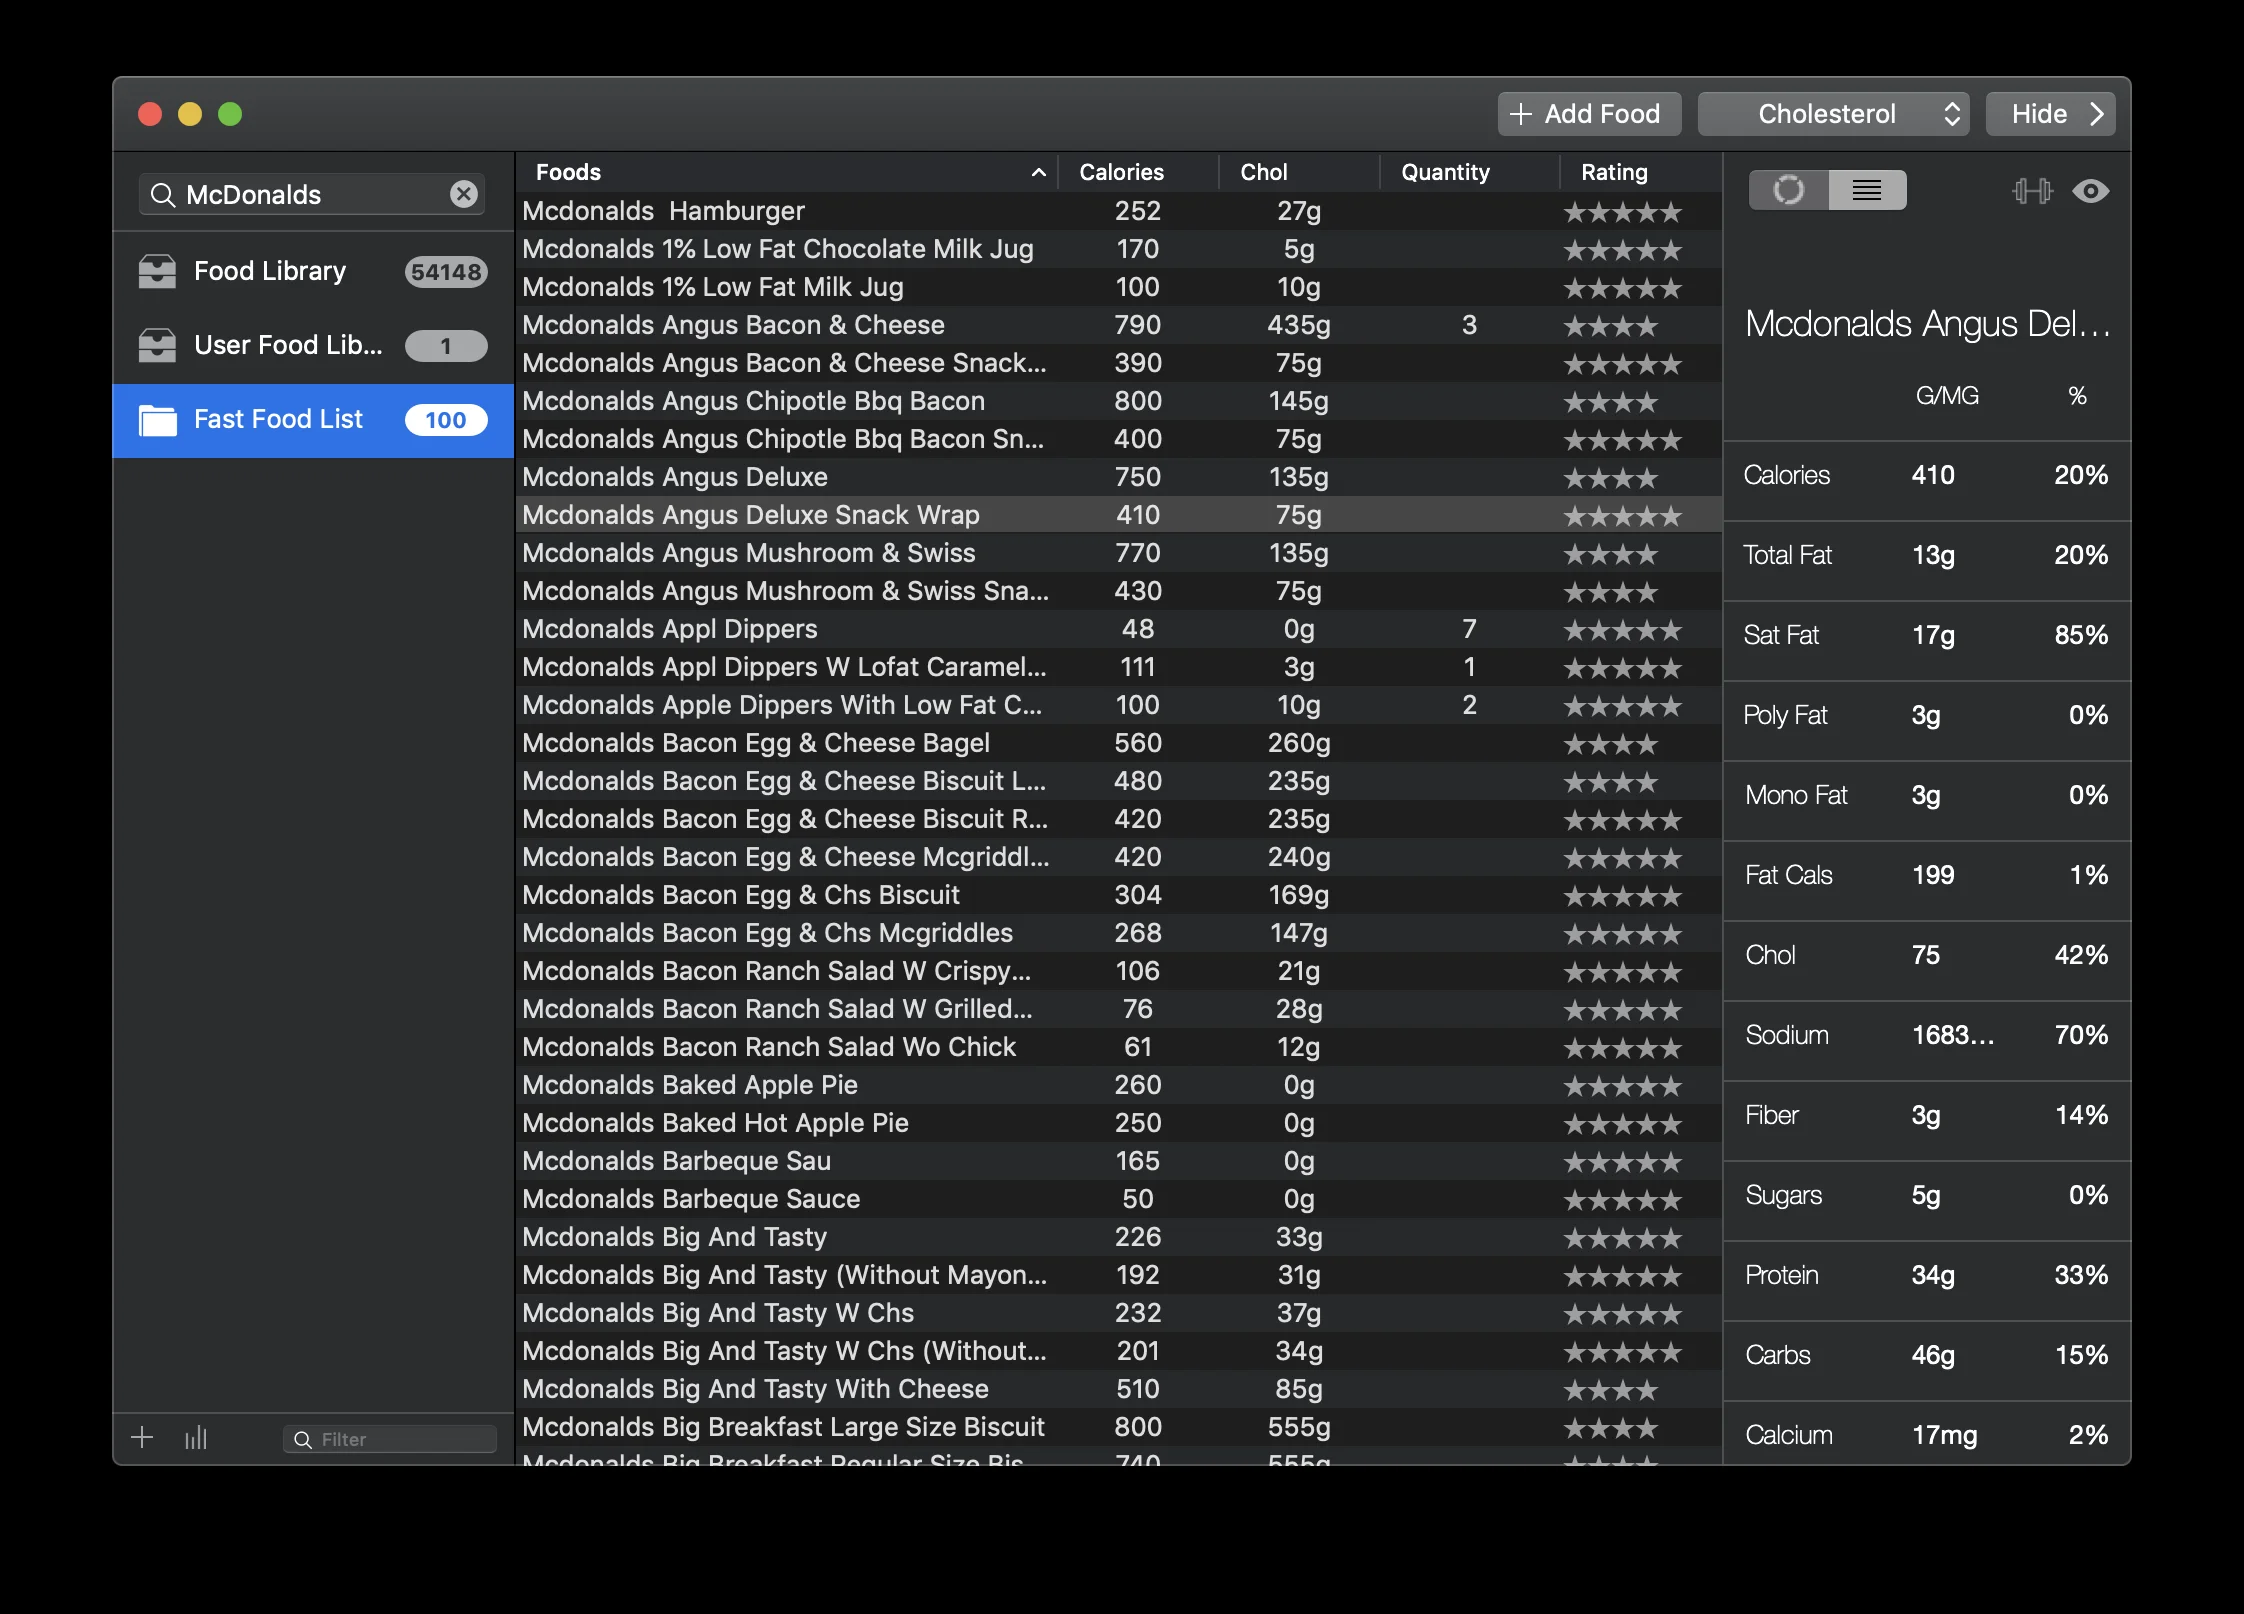 + Add Food
Cholesterol
Hide
McDonalds
Food Library 54148
User Food Lib... 1
Fast Food List 100
Filter
Foods Calories Chol Quantity Rating
Mcdonalds  Hamburger 252 27g ★★★★★
Mcdonalds 1% Low Fat Chocolate Milk Jug 170 5g ★★★★★
Mcdonalds 1% Low Fat Milk Jug 100 10g ★★★★★
Mcdonalds Angus Bacon & Cheese 790 435g 3 ★★★★
Mcdonalds Angus Bacon & Cheese Snack... 390 75g ★★★★★
Mcdonalds Angus Chipotle Bbq Bacon 800 145g ★★★★
Mcdonalds Angus Chipotle Bbq Bacon Sn... 400 75g ★★★★★
Mcdonalds Angus Deluxe 750 135g ★★★★
Mcdonalds Angus Deluxe Snack Wrap 410 75g ★★★★★
Mcdonalds Angus Mushroom & Swiss 770 135g ★★★★
Mcdonalds Angus Mushroom & Swiss Sna... 430 75g ★★★★
Mcdonalds Appl Dippers 48 0g 7 ★★★★★
Mcdonalds Appl Dippers W Lofat Caramel... 111 3g 1 ★★★★★
Mcdonalds Apple Dippers With Low Fat C... 100 10g 2 ★★★★★
Mcdonalds Bacon Egg & Cheese Bagel 560 260g ★★★★
Mcdonalds Bacon Egg & Cheese Biscuit L... 480 235g ★★★★
Mcdonalds Bacon Egg & Cheese Biscuit R... 420 235g ★★★★★
Mcdonalds Bacon Egg & Cheese Mcgriddl... 420 240g ★★★★★
Mcdonalds Bacon Egg & Chs Biscuit 304 169g ★★★★★
Mcdonalds Bacon Egg & Chs Mcgriddles 268 147g ★★★★★
Mcdonalds Bacon Ranch Salad W Crispy... 106 21g ★★★★★
Mcdonalds Bacon Ranch Salad W Grilled... 76 28g ★★★★★
Mcdonalds Bacon Ranch Salad Wo Chick 61 12g ★★★★★
Mcdonalds Baked Apple Pie 260 0g ★★★★★
Mcdonalds Baked Hot Apple Pie 250 0g ★★★★★
Mcdonalds Barbeque Sau 165 0g ★★★★★
Mcdonalds Barbeque Sauce 50 0g ★★★★★
Mcdonalds Big And Tasty 226 33g ★★★★★
Mcdonalds Big And Tasty (Without Mayon... 192 31g ★★★★★
Mcdonalds Big And Tasty W Chs 232 37g ★★★★★
Mcdonalds Big And Tasty W Chs (Without... 201 34g ★★★★★
Mcdonalds Big And Tasty With Cheese 510 85g ★★★★
Mcdonalds Big Breakfast Large Size Biscuit 800 555g ★★★★
Mcdonalds Big Breakfast Regular Size Bis 740 555g ★★★★
Mcdonalds Angus Del...
G/MG %
Calories 410 20%
Total Fat 13g 20%
Sat Fat 17g 85%
Poly Fat 3g 0%
Mono Fat 3g 0%
Fat Cals 199 1%
Chol 75 42%
Sodium 1683... 70%
Fiber 3g 14%
Sugars 5g 0%
Protein 34g 33%
Carbs 46g 15%
Calcium 17mg 2%